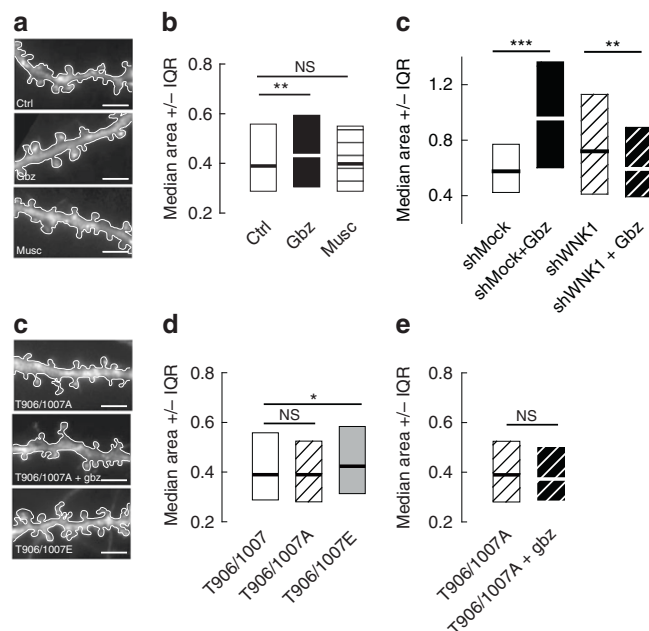 a
Ctrl
Gbz
Musc
b
Median area +/− IQR
0.8
0.6
0.4
0.2
NS
**
Ctrl
Gbz
Musc
c
Median area +/− IQR
1.2
0.8
0.4
***
**
shMock
shMock+Gbz
shWNK1
shWNK1 + Gbz
c
T906/1007A
T906/1007A + gbz
T906/1007E
d
Median area +/− IQR
0.8
0.6
0.4
0.2
*
NS
T906/1007
T906/1007A
T906/1007E
e
Median area +/− IQR
0.8
0.6
0.4
0.2
NS
T906/1007A
T906/1007A + gbz